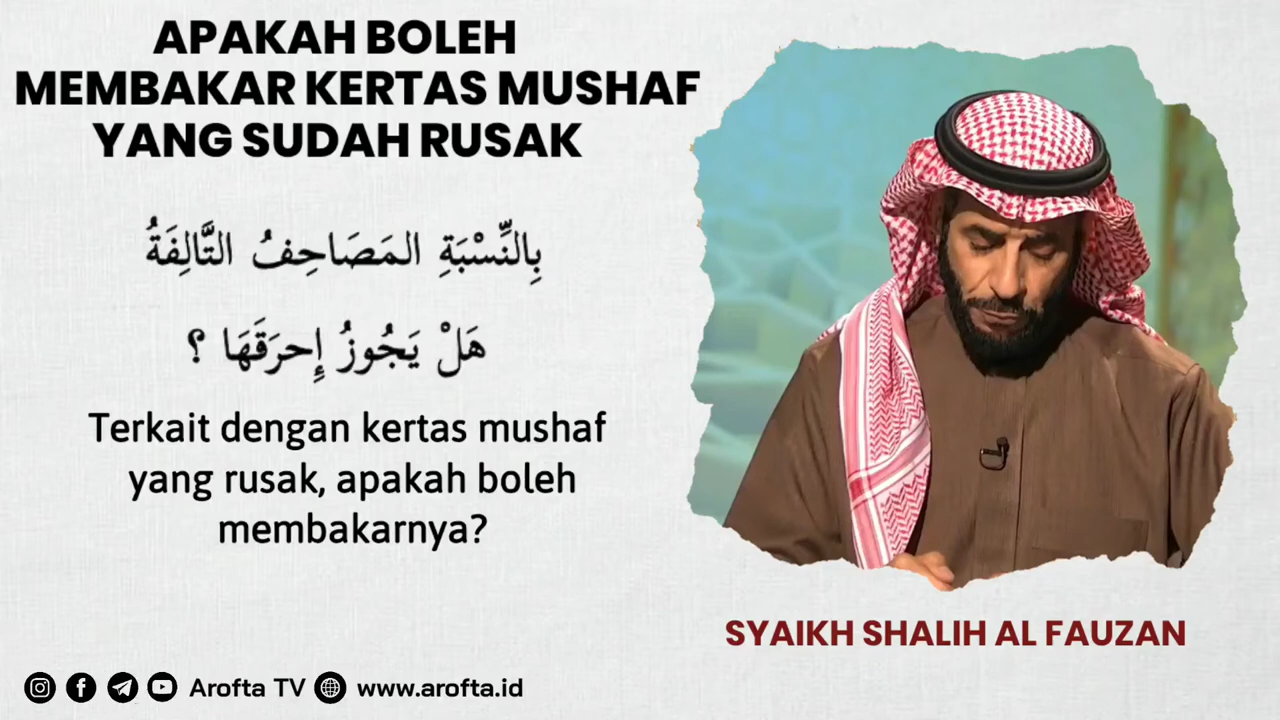 APAKAH BOLEH
MEMBAKAR KERTAS MUSHAF
YANG SUDAH RUSAK
بِالنِّسْبَةِ المَصَاحِفُ التَّالِفَةُ
هَلْ يَجُوزُ إِحرَقَهَا ؟
Terkait dengan kertas mushaf
yang rusak, apakah boleh
membakarnya?
SYAIKH SHALIH AL FAUZAN
Arofta TV www.arofta.id